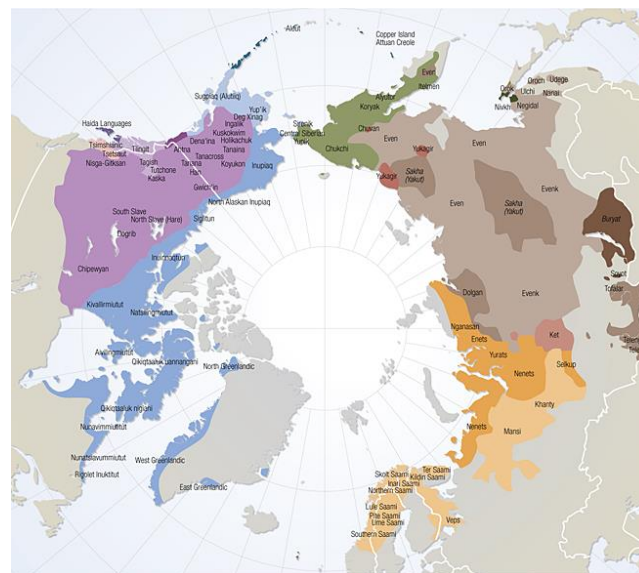 Aleut
Copper Island
Attuan Creole
Even
Itelmen
Alyutor
Koryak
Sirenik
Central Siberian
Yupik
Chukchi
Chuvan
Even
Even
Yukagir
Yukagir
Sakha
(Yakut)
Even
Sakha
(Yakut)
Evenk
Evenk
Orok
Oroch
Udege
Ulchi
Nanai
Nivkh
Negidal
Buryat
Soyot
Tofalar
Telen
Dolgan
Nganasan
Enets
Yurats
Nenets
Ket
Selkup
Khanty
Mansi
Nenets
Ter Saami
Skolt Saami
Kildin Saami
Inari Saami
Northern Saami
Lule Saami
Pite Saami
Ume Saami
Southern Saami
Veps
Sugpiaq (Alutiiq)
Yup'ik
Deg Xinag
Ingalik
Kuskokwim
Holikachuk
Dena'ina
Ahtna
Tanaina
Tanacross
Koyukon
Tanana
Han
Gwich'in
Inupiaq
North Alaskan Inupiaq
Haida Languages
Tsimshianic
Tsetsaut
Nisga-Gitksan
Tlingit
Tagish
Tutchone
Kaska
South Slave
North Slave (Hare)
Dogrib
Chipewyan
Siglitun
Inuinnaqtun
Kivallirmiutut
Natsilingmiutut
Aivilingmiutut
Qikiqtaaluk uannangani
Qikiqtaaluk nigiani
Nunavimmiutitut
Nunatsiavummiutut
Rigolet Inuktitut
North Greenlandic
West Greenlandic
East Greenlandic